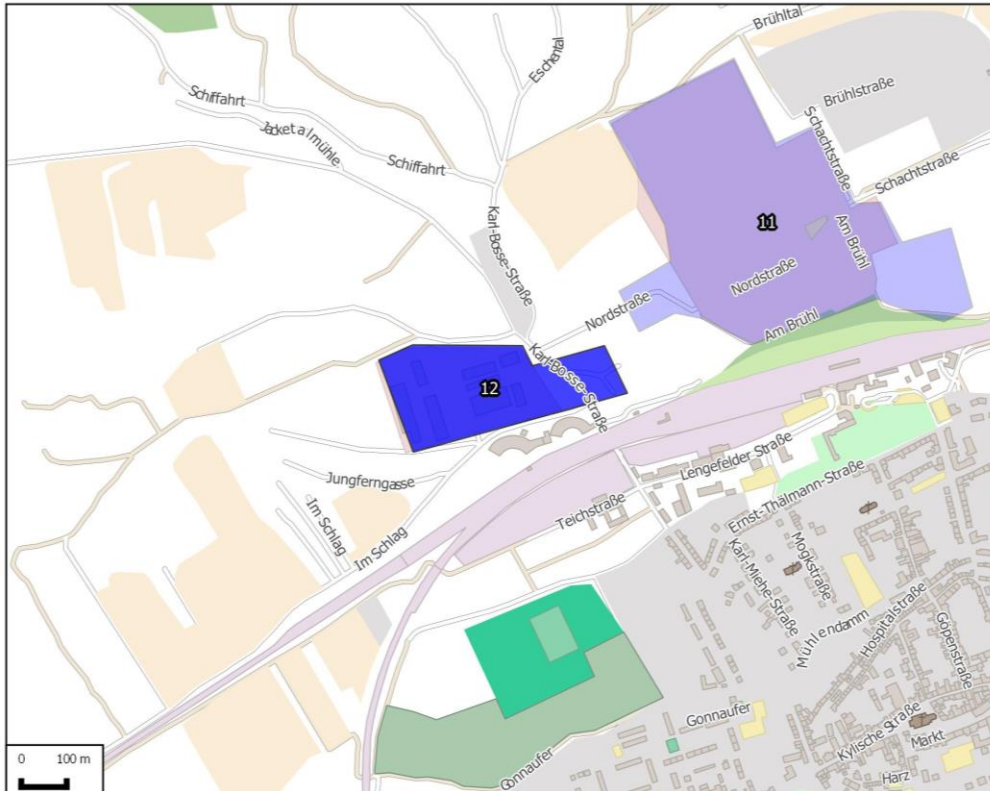 Brühltal
Eschental
Schiffahrt
Brühlstraße
Jacketalmühle
Schachtstraße
Schiffahrt
Schachtstraße
Karl-Bosse-Straße
11
Am Brühl
Nordstraße
Nordstraße
Am Brühl
12
Karl-Bosse-Straße
Lengefelder Straße
Jungferngasse
Ernst-Thälmann-Straße
Teichstraße
Im Schlag
Im Schlag
Karl-Miehe-Straße
Mogkstraße
Mühlendamm
Hospitalstraße
Göpenstraße
Gonnaufer
Kylische Straße
Markt
Gonnaufer
Harz
0 100 m